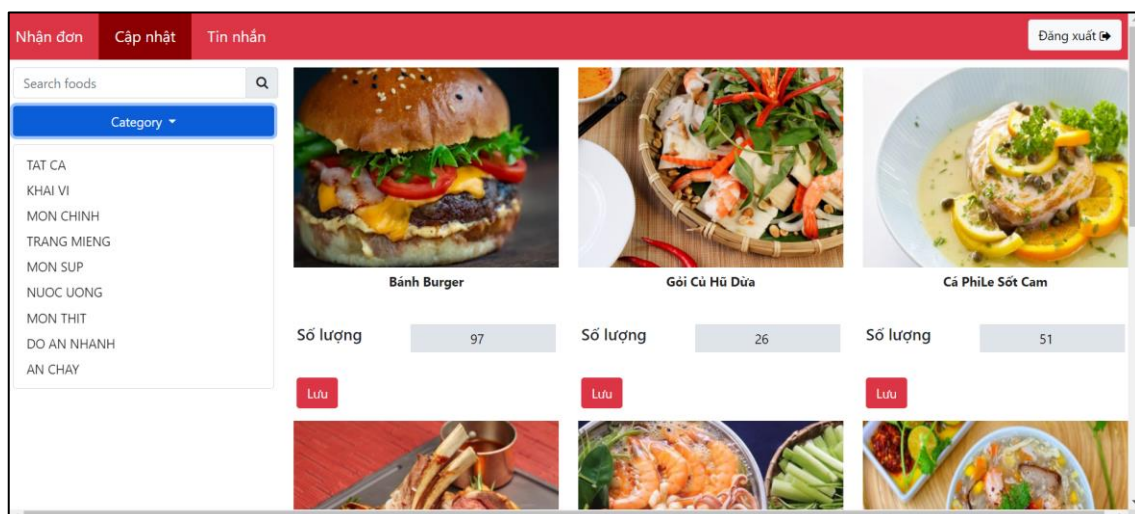 Nhận đơn Cập nhật Tin nhắn Đăng xuất
Search foods
Category
TAT CA
KHAI VI
MON CHINH
TRANG MIENG
MON SUP
NUOC UONG
MON THIT
DO AN NHANH
AN CHAY
Bánh Burger Gỏi Củ Hũ Dừa Cá PhiLe Sốt Cam
Số lượng 97 Số lượng 26 Số lượng 51
Lưu Lưu Lưu